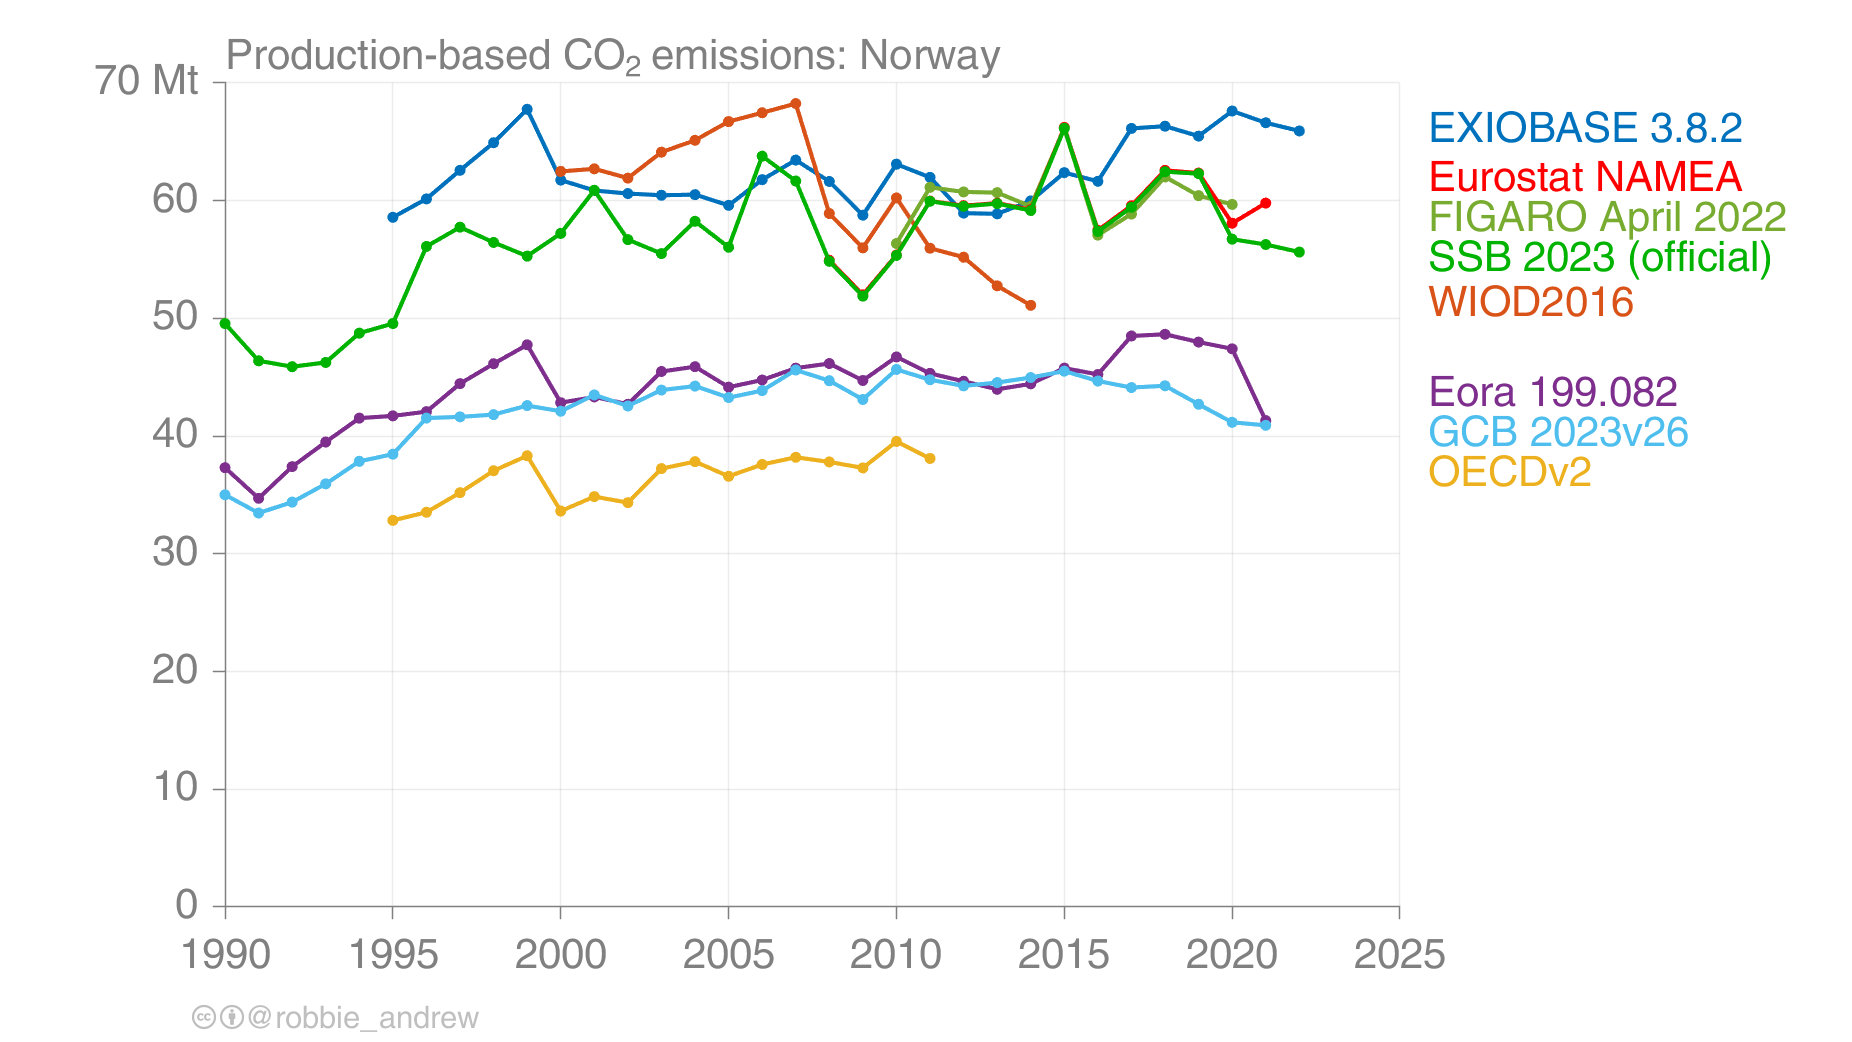 Production-based CO₂ emissions: Norway
70 Mt
60
50
40
30
20
10
0
1990 1995 2000 2005 2010 2015 2020 2025
EXIOBASE 3.8.2
Eurostat NAMEA
FIGARO April 2022
SSB 2023 (official)
WIOD2016
Eora 199.082
GCB 2023v26
OECDv2
cc @robbie_andrew